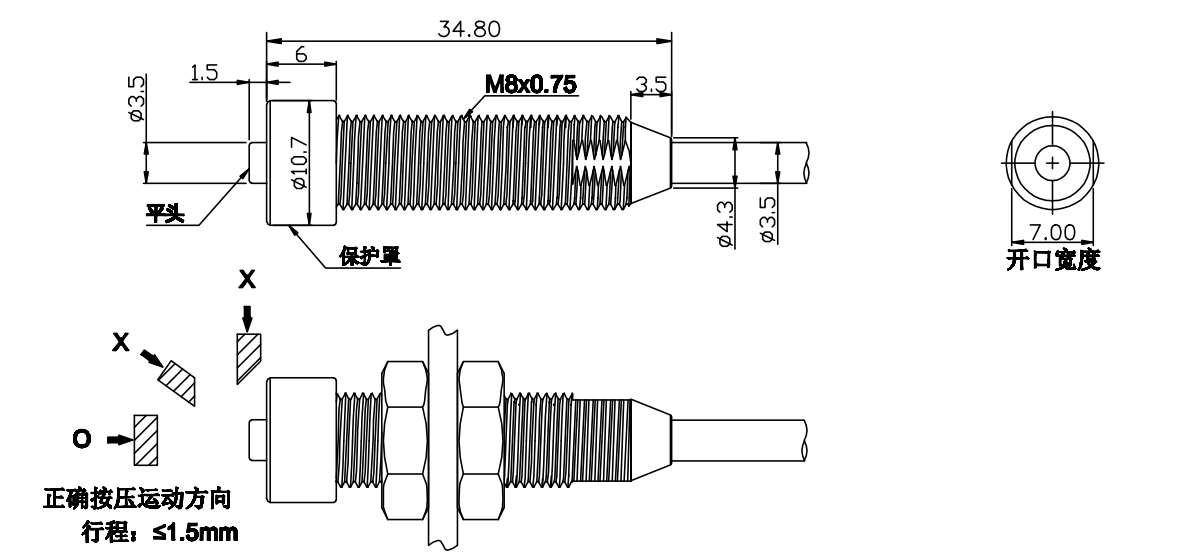 34.80
6
1.5
M8x0.75
3.5
ø3.5
ø10.7
平头
保护罩
ø4.3
ø3.5
7.00
开口宽度
X
X
O
正确按压运动方向
行程：≤1.5mm